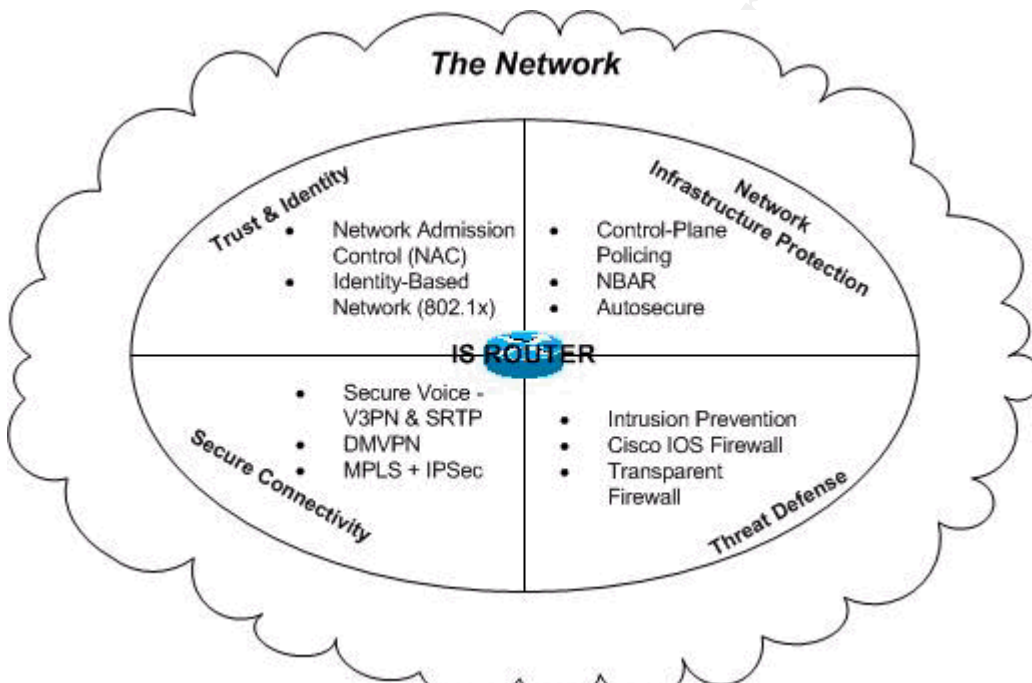 The Network
Trust & Identity
• Network Admission
Control (NAC)
• Identity-Based
Network (802.1x)
Network
Infrastructure Protection
• Control-Plane
Policing
• NBAR
• Autosecure
IS ROUTER
Secure Connectivity
• Secure Voice -
V3PN & SRTP
• DMVPN
• MPLS + IPSec
• Intrusion Prevention
• Cisco IOS Firewall
• Transparent
Firewall
Threat Defense